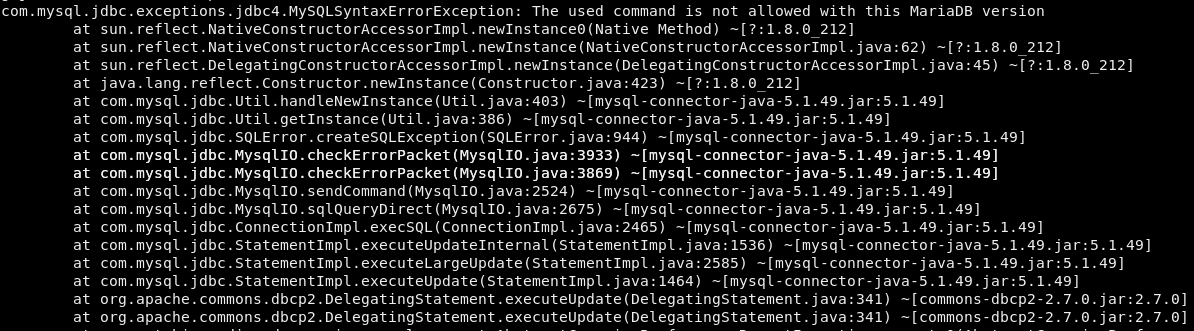 com.mysql.jdbc.exceptions.jdbc4.MySQLSyntaxErrorException: The used command is not allowed with this MariaDB version
at sun.reflect.NativeConstructorAccessorImpl.newInstance0(Native Method) ~[?:1.8.0_212]
at sun.reflect.NativeConstructorAccessorImpl.newInstance(NativeConstructorAccessorImpl.java:62) ~[?:1.8.0_212]
at sun.reflect.DelegatingConstructorAccessorImpl.newInstance(DelegatingConstructorAccessorImpl.java:45) ~[?:1.8.0_212]
at java.lang.reflect.Constructor.newInstance(Constructor.java:423) ~[?:1.8.0_212]
at com.mysql.jdbc.Util.handleNewInstance(Util.java:403) ~[mysql-connector-java-5.1.49.jar:5.1.49]
at com.mysql.jdbc.Util.getInstance(Util.java:386) ~[mysql-connector-java-5.1.49.jar:5.1.49]
at com.mysql.jdbc.SQLError.createSQLException(SQLError.java:944) ~[mysql-connector-java-5.1.49.jar:5.1.49]
at com.mysql.jdbc.MysqlIO.checkErrorPacket(MysqlIO.java:3933) ~[mysql-connector-java-5.1.49.jar:5.1.49]
at com.mysql.jdbc.MysqlIO.checkErrorPacket(MysqlIO.java:3869) ~[mysql-connector-java-5.1.49.jar:5.1.49]
at com.mysql.jdbc.MysqlIO.sendCommand(MysqlIO.java:2524) ~[mysql-connector-java-5.1.49.jar:5.1.49]
at com.mysql.jdbc.MysqlIO.sqlQueryDirect(MysqlIO.java:2675) ~[mysql-connector-java-5.1.49.jar:5.1.49]
at com.mysql.jdbc.ConnectionImpl.execSQL(ConnectionImpl.java:2465) ~[mysql-connector-java-5.1.49.jar:5.1.49]
at com.mysql.jdbc.StatementImpl.executeUpdateInternal(StatementImpl.java:1536) ~[mysql-connector-java-5.1.49.jar:5.1.49]
at com.mysql.jdbc.StatementImpl.executeLargeUpdate(StatementImpl.java:2585) ~[mysql-connector-java-5.1.49.jar:5.1.49]
at com.mysql.jdbc.StatementImpl.executeUpdate(StatementImpl.java:1464) ~[mysql-connector-java-5.1.49.jar:5.1.49]
at org.apache.commons.dbcp2.DelegatingStatement.executeUpdate(DelegatingStatement.java:341) ~[commons-dbcp2-2.7.0.jar:2.7.0]
at org.apache.commons.dbcp2.DelegatingStatement.executeUpdate(DelegatingStatement.java:341) ~[commons-dbcp2-2.7.0.jar:2.7.0]